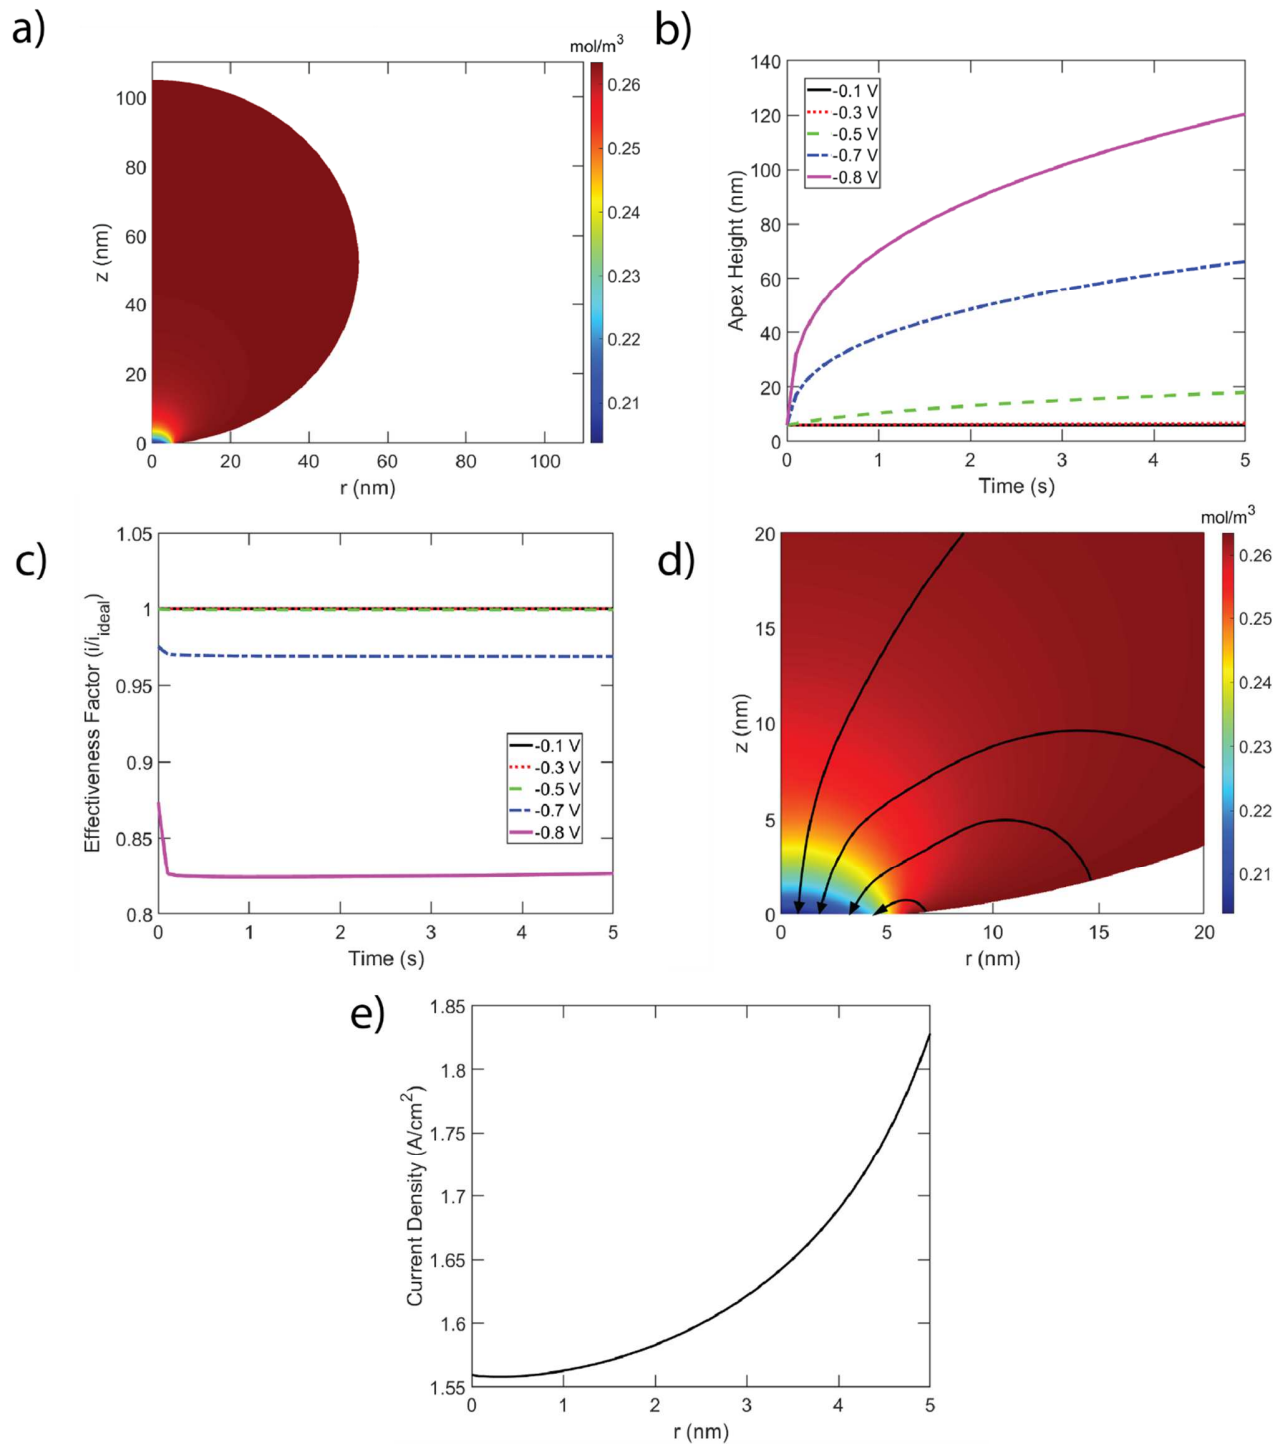 a)
mol/m3
100
80
60
40
20
0
z (nm)
0 20 40 60 80 100
r (nm)
0.26
0.25
0.24
0.23
0.22
0.21
b)
140
120
100
80
60
40
20
0
Apex Height (nm)
-0.1 V
-0.3 V
-0.5 V
-0.7 V
-0.8 V
0 1 2 3 4 5
Time (s)
c)
1.05
1
0.95
0.9
0.85
0.8
Effectiveness Factor (i/iideal)
-0.1 V
-0.3 V
-0.5 V
-0.7 V
-0.8 V
0 1 2 3 4 5
Time (s)
d)
mol/m3
20
15
10
5
0
z (nm)
0 5 10 15 20
r (nm)
0.26
0.25
0.24
0.23
0.22
0.21
e)
1.85
1.8
1.75
1.7
1.65
1.6
1.55
Current Density (A/cm2)
0 1 2 3 4 5
r (nm)